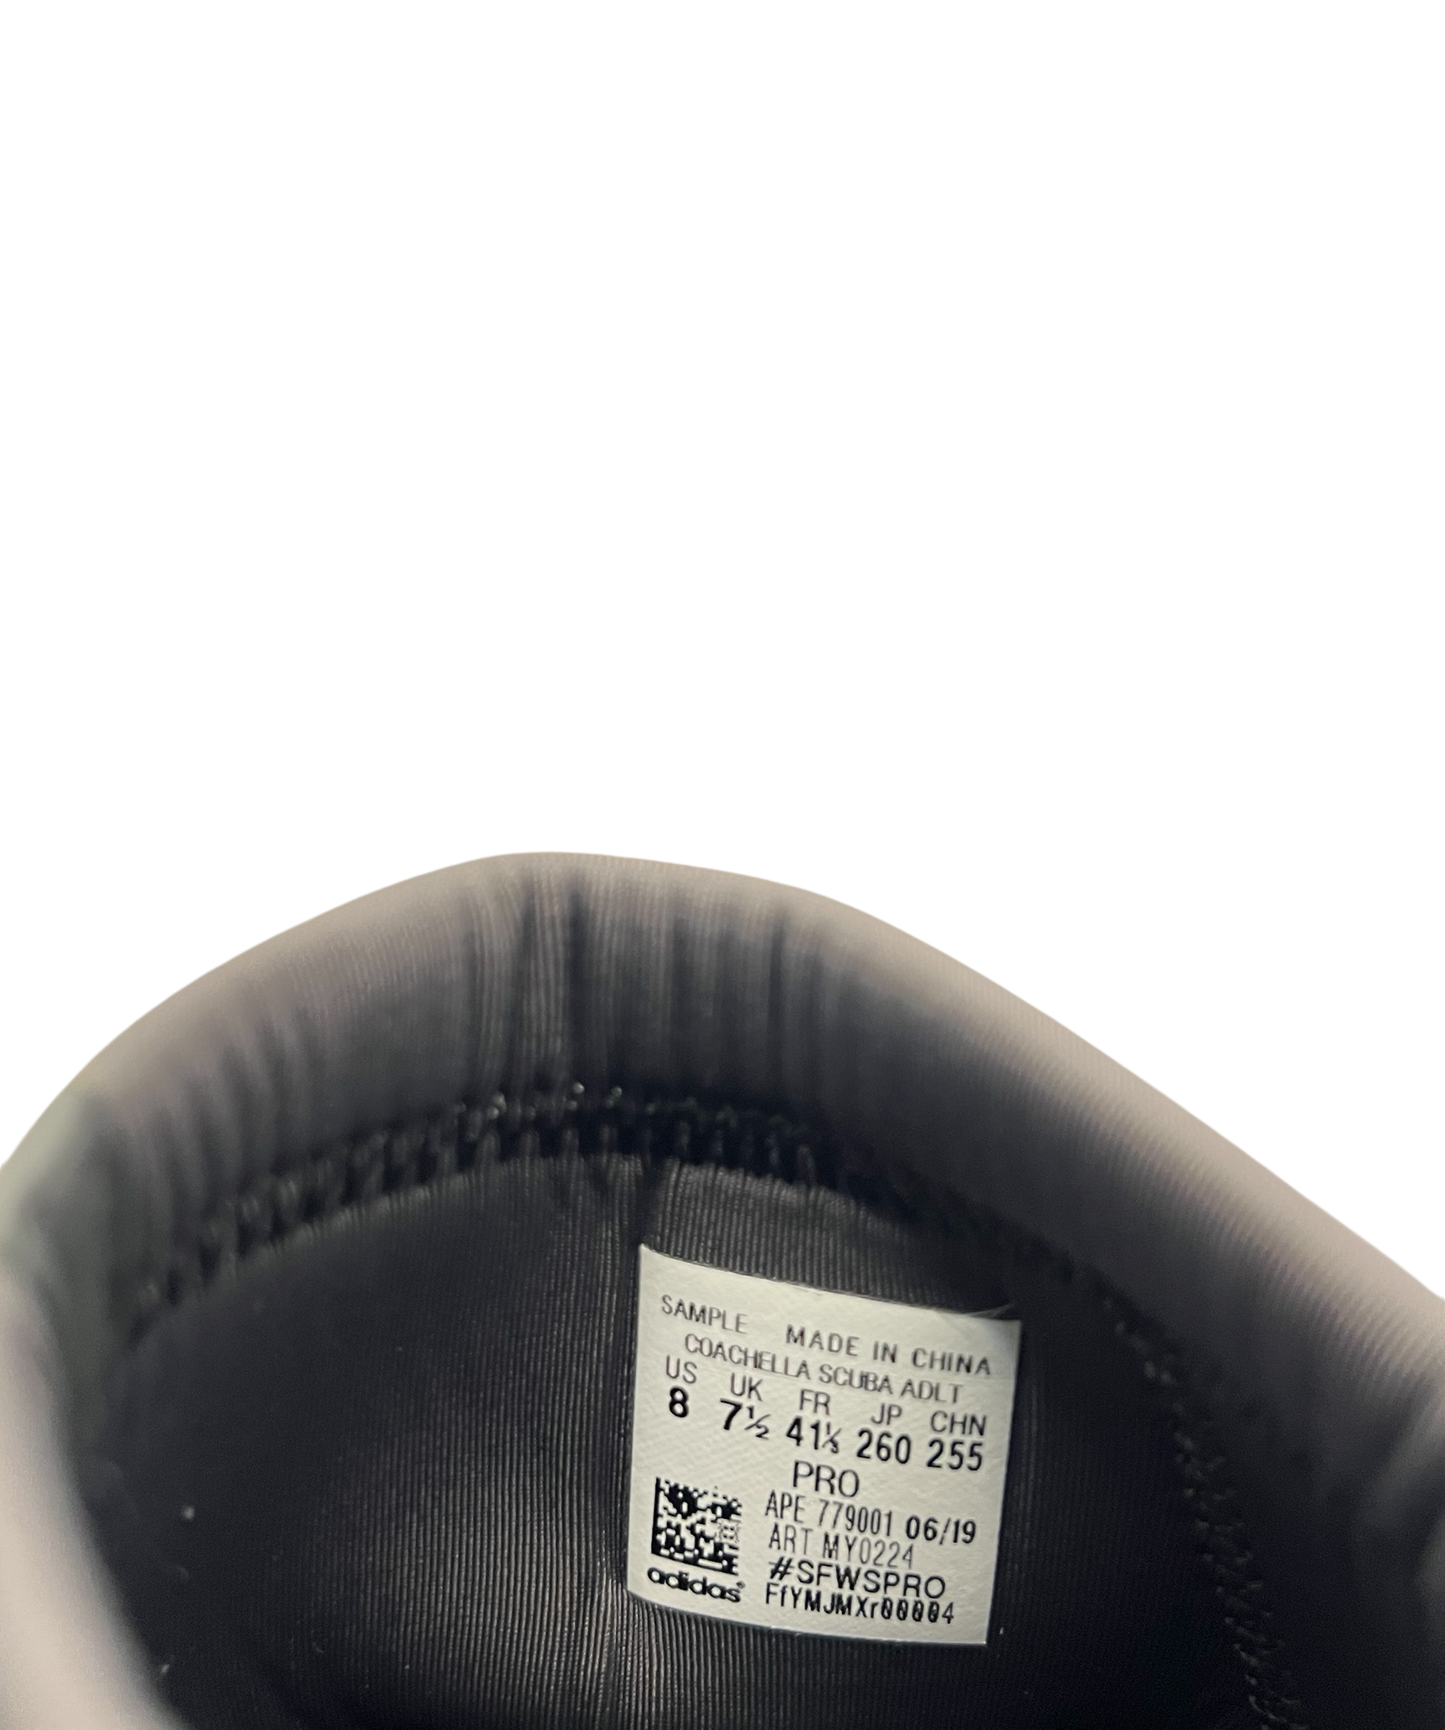 SAMPLE MADE IN CHINA
COACHELLA SCUBA ADLT
US UK FR JP CHN
8 7½ 41⅓ 260 255
PRO
APE 779001 06/19
ART MY0224
#SFWSPRO
FfYMJMXr00004
adidas